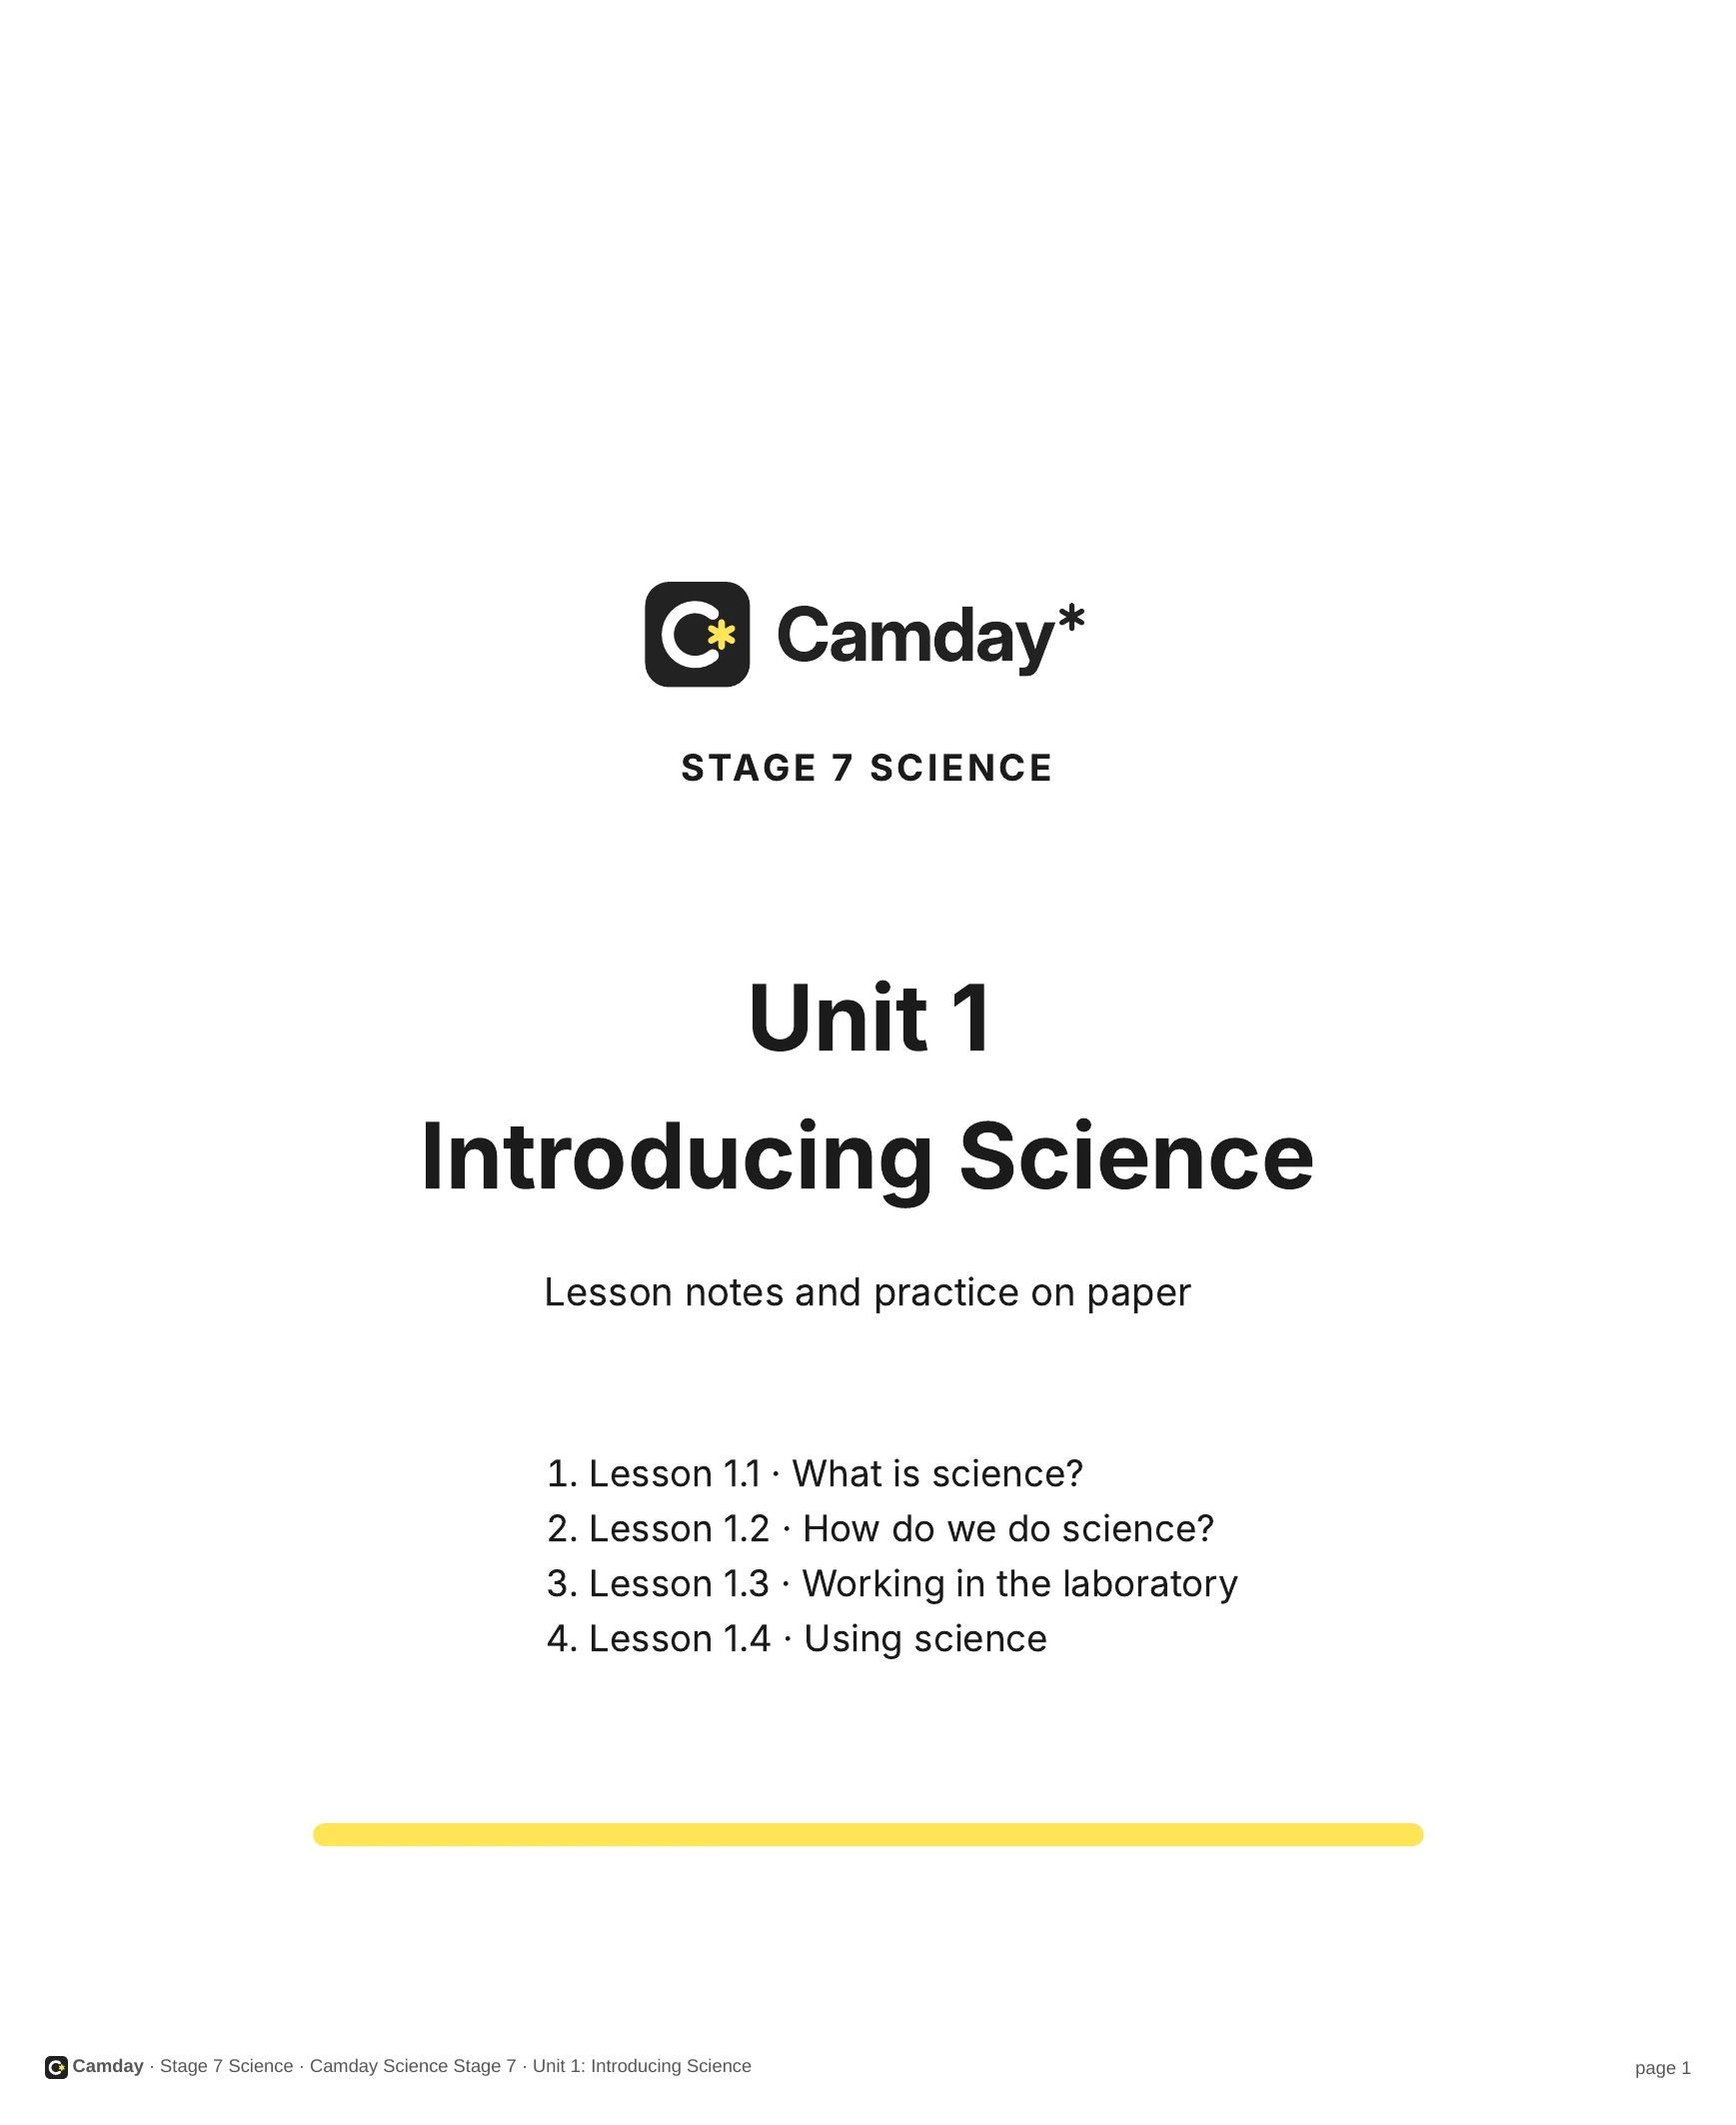 Camday*
STAGE 7 SCIENCE
Unit 1
Introducing Science
Lesson notes and practice on paper
1. Lesson 1.1 · What is science?
2. Lesson 1.2 · How do we do science?
3. Lesson 1.3 · Working in the laboratory
4. Lesson 1.4 · Using science
Camday · Stage 7 Science · Camday Science Stage 7 · Unit 1: Introducing Science
page 1